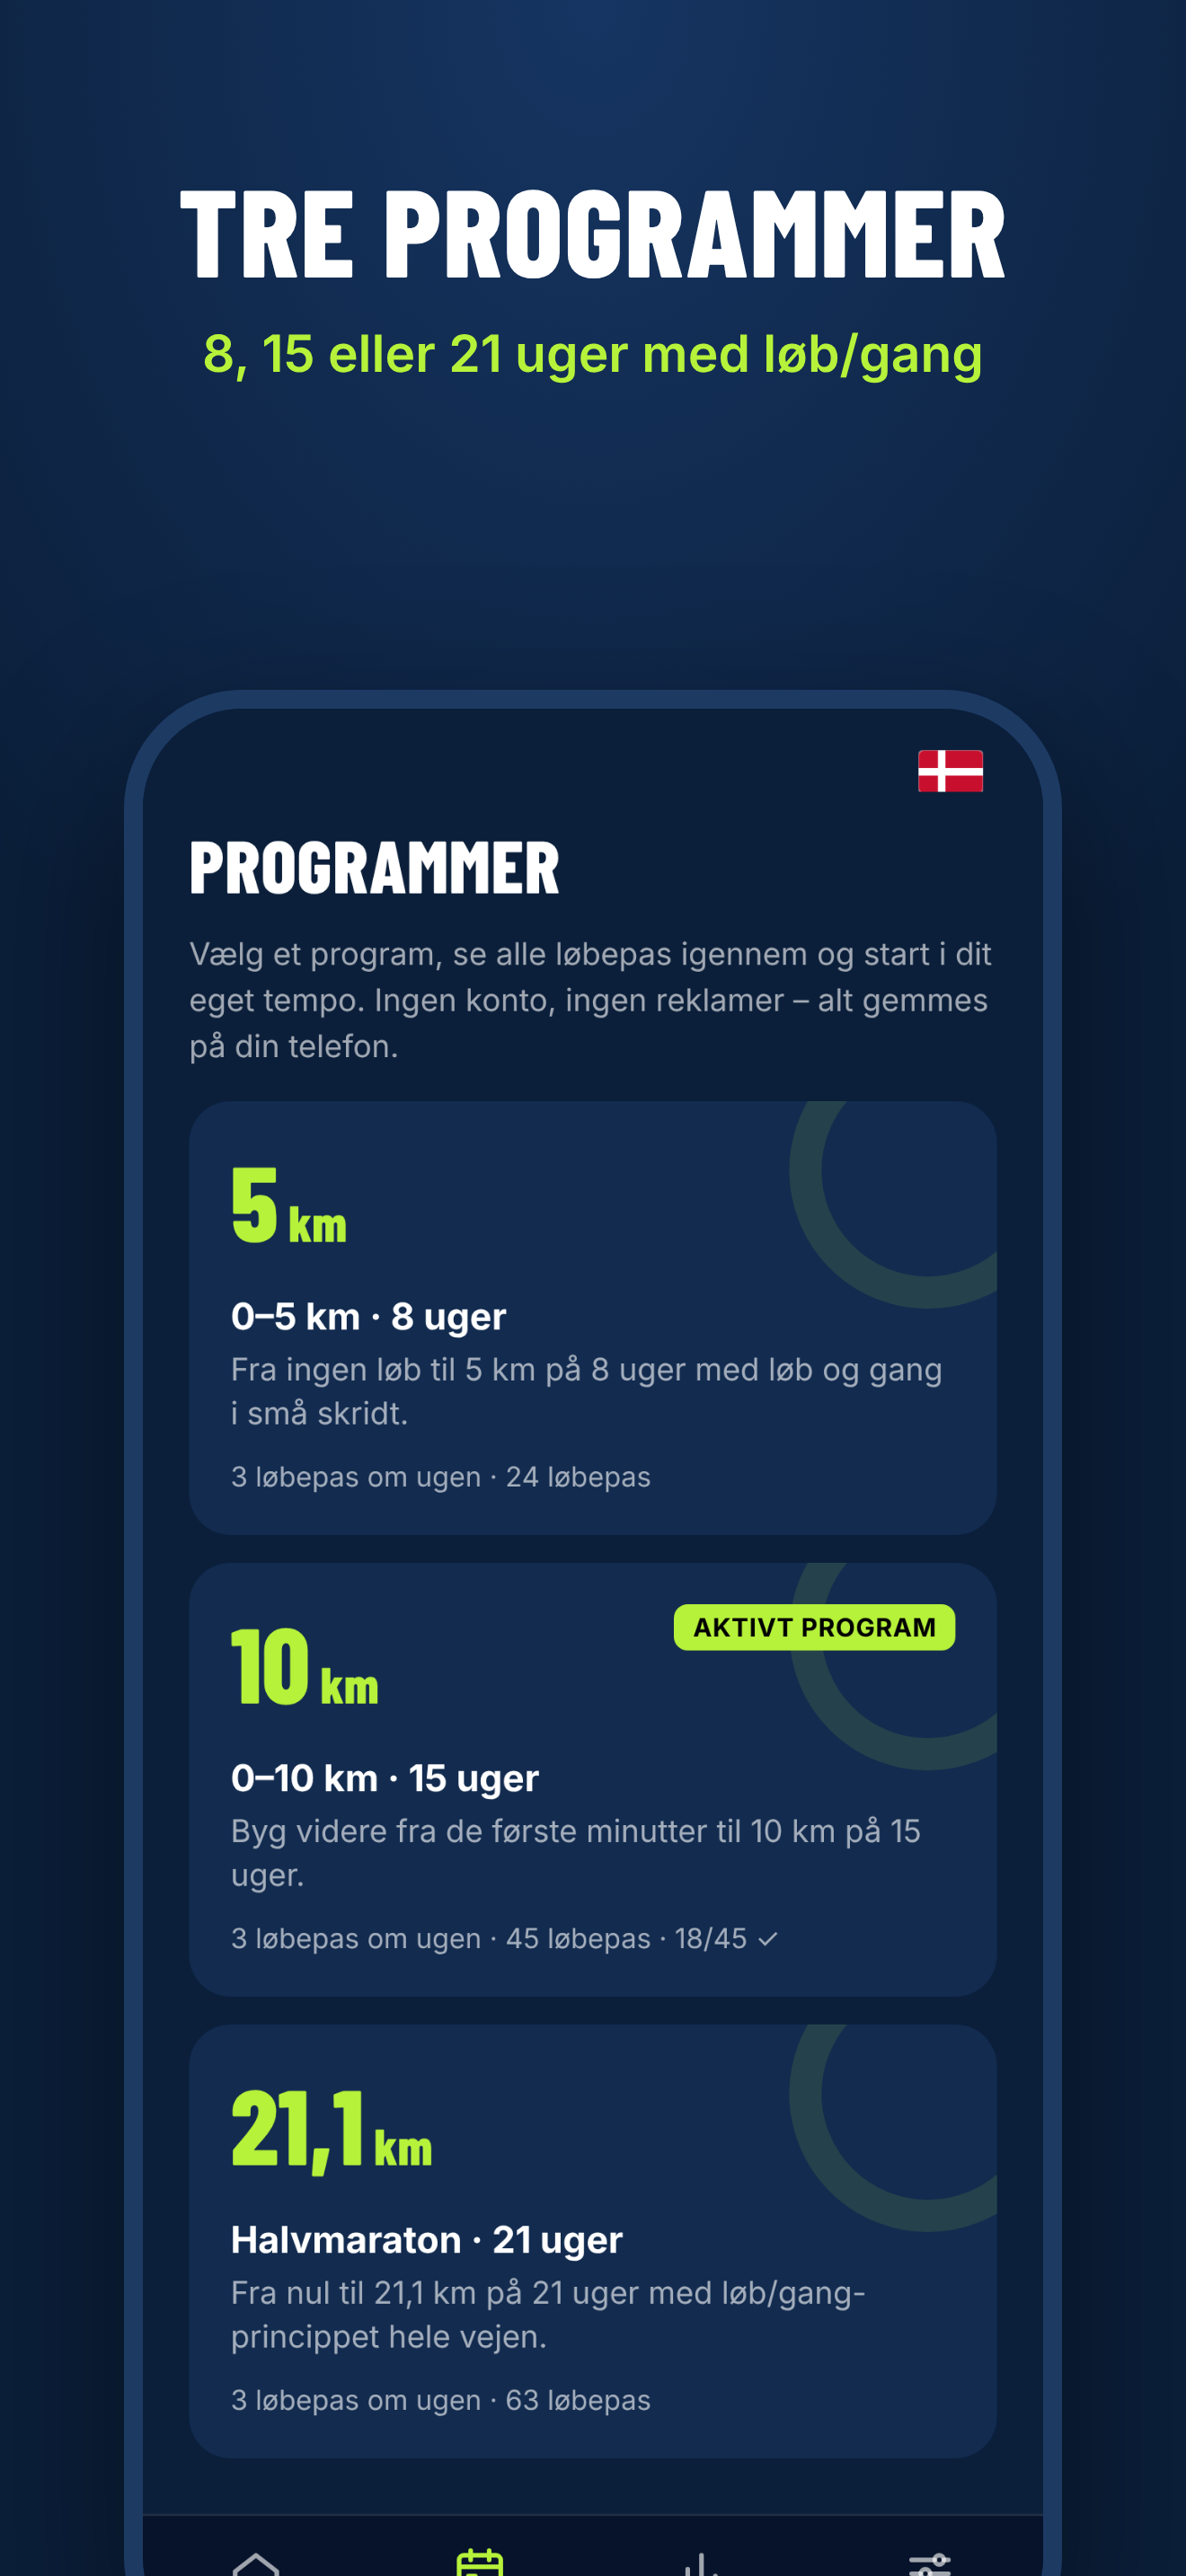 TRE PROGRAMMER
8, 15 eller 21 uger med løb/gang
PROGRAMMER
Vælg et program, se alle løbepas igennem og start i dit
eget tempo. Ingen konto, ingen reklamer – alt gemmes
på din telefon.
5 km
0–5 km · 8 uger
Fra ingen løb til 5 km på 8 uger med løb og gang
i små skridt.
3 løbepas om ugen · 24 løbepas
AKTIVT PROGRAM
10 km
0–10 km · 15 uger
Byg videre fra de første minutter til 10 km på 15
uger.
3 løbepas om ugen · 45 løbepas · 18/45 ✓
21,1 km
Halvmaraton · 21 uger
Fra nul til 21,1 km på 21 uger med løb/gang-
princippet hele vejen.
3 løbepas om ugen · 63 løbepas